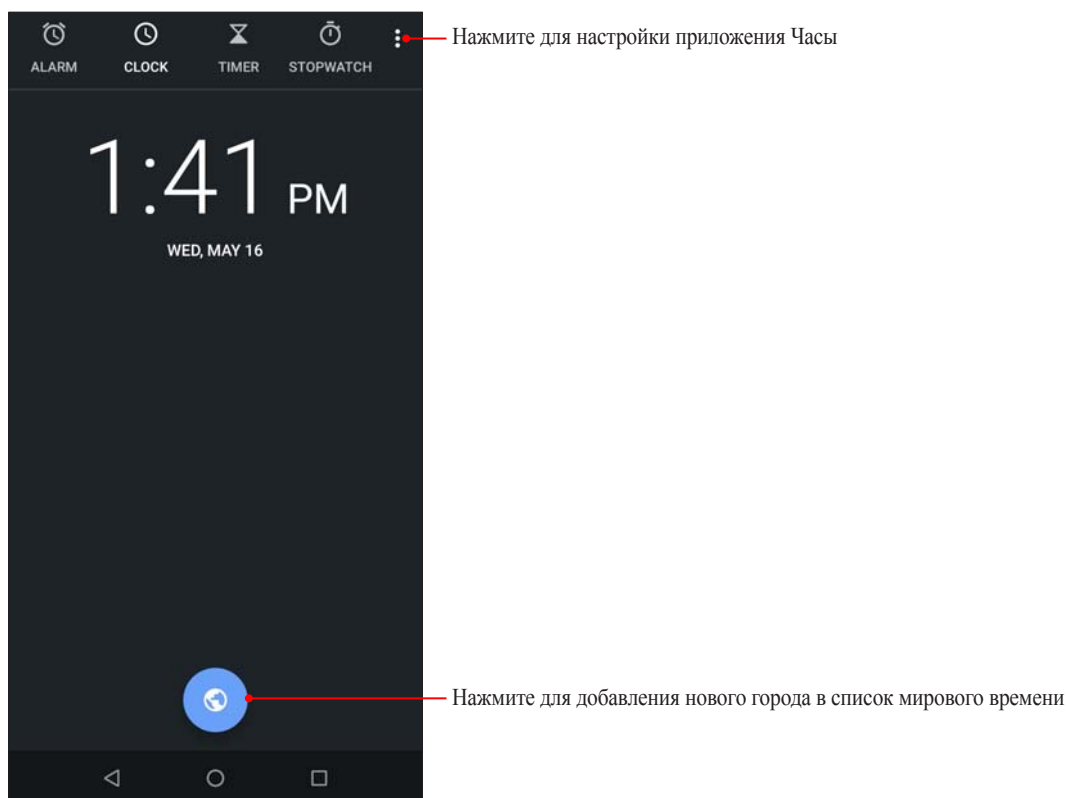 Нажмите для настройки приложения Часы
ALARM CLOCK TIMER STOPWATCH
1:41 PM
WED, MAY 16
Нажмите для добавления нового города в список мирового времени